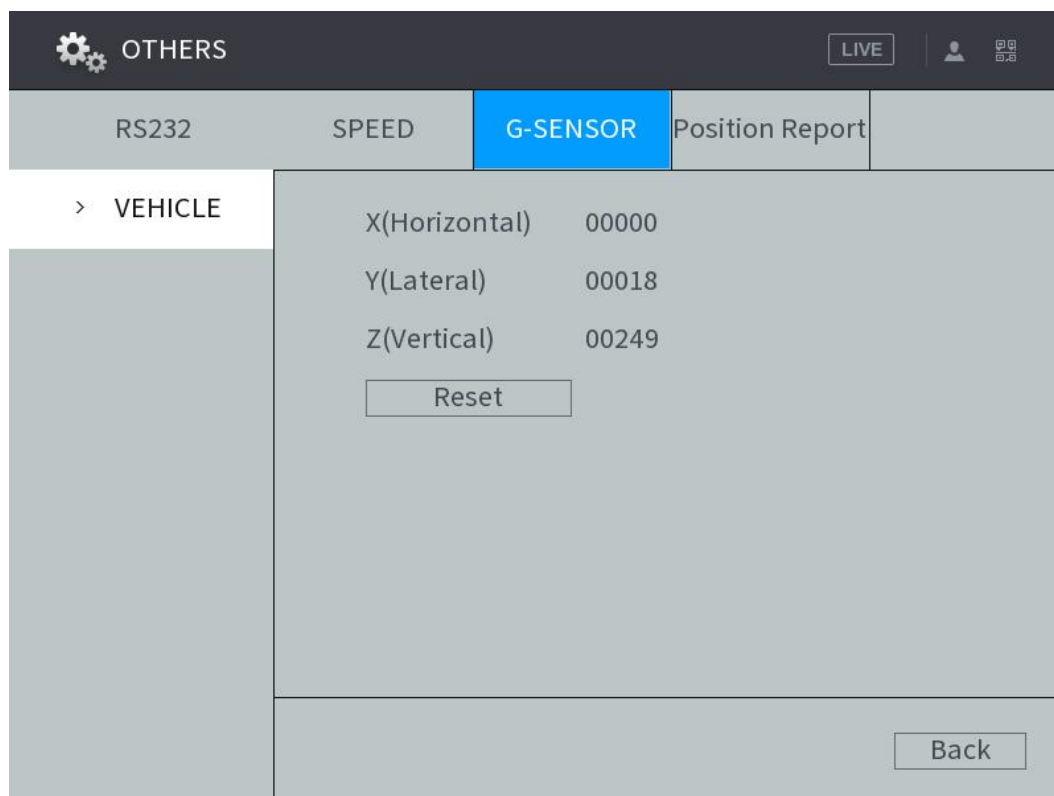 OTHERS LIVE
RS232 SPEED G-SENSOR Position Report
> VEHICLE
X(Horizontal) 00000
Y(Lateral) 00018
Z(Vertical) 00249
Reset
Back